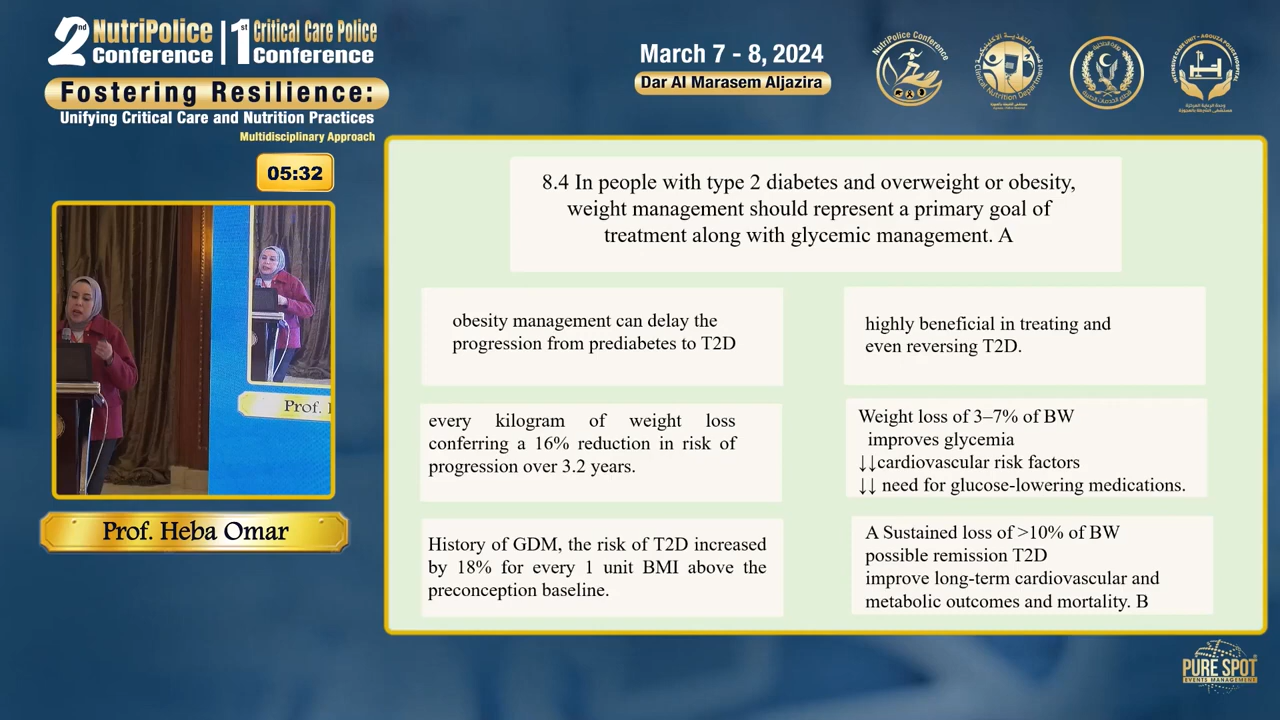 2nd NutriPolice Conference | 1st Critical Care Police Conference
Fostering Resilience:
Unifying Critical Care and Nutrition Practices
Multidisciplinary Approach
March 7 - 8, 2024
Dar Al Marasem Aljazira
NutriPolice Conference
05:32
Prof. Heba Omar
8.4 In people with type 2 diabetes and overweight or obesity,
weight management should represent a primary goal of
treatment along with glycemic management. A
obesity management can delay the
progression from prediabetes to T2D
highly beneficial in treating and
even reversing T2D.
every kilogram of weight loss
conferring a 16% reduction in risk of
progression over 3.2 years.
Weight loss of 3–7% of BW
improves glycemia
↓↓cardiovascular risk factors
↓↓ need for glucose-lowering medications.
History of GDM, the risk of T2D increased
by 18% for every 1 unit BMI above the
preconception baseline.
A Sustained loss of >10% of BW
possible remission T2D
improve long-term cardiovascular and
metabolic outcomes and mortality. B
PURE SPOT
EVENTS MANAGEMENT